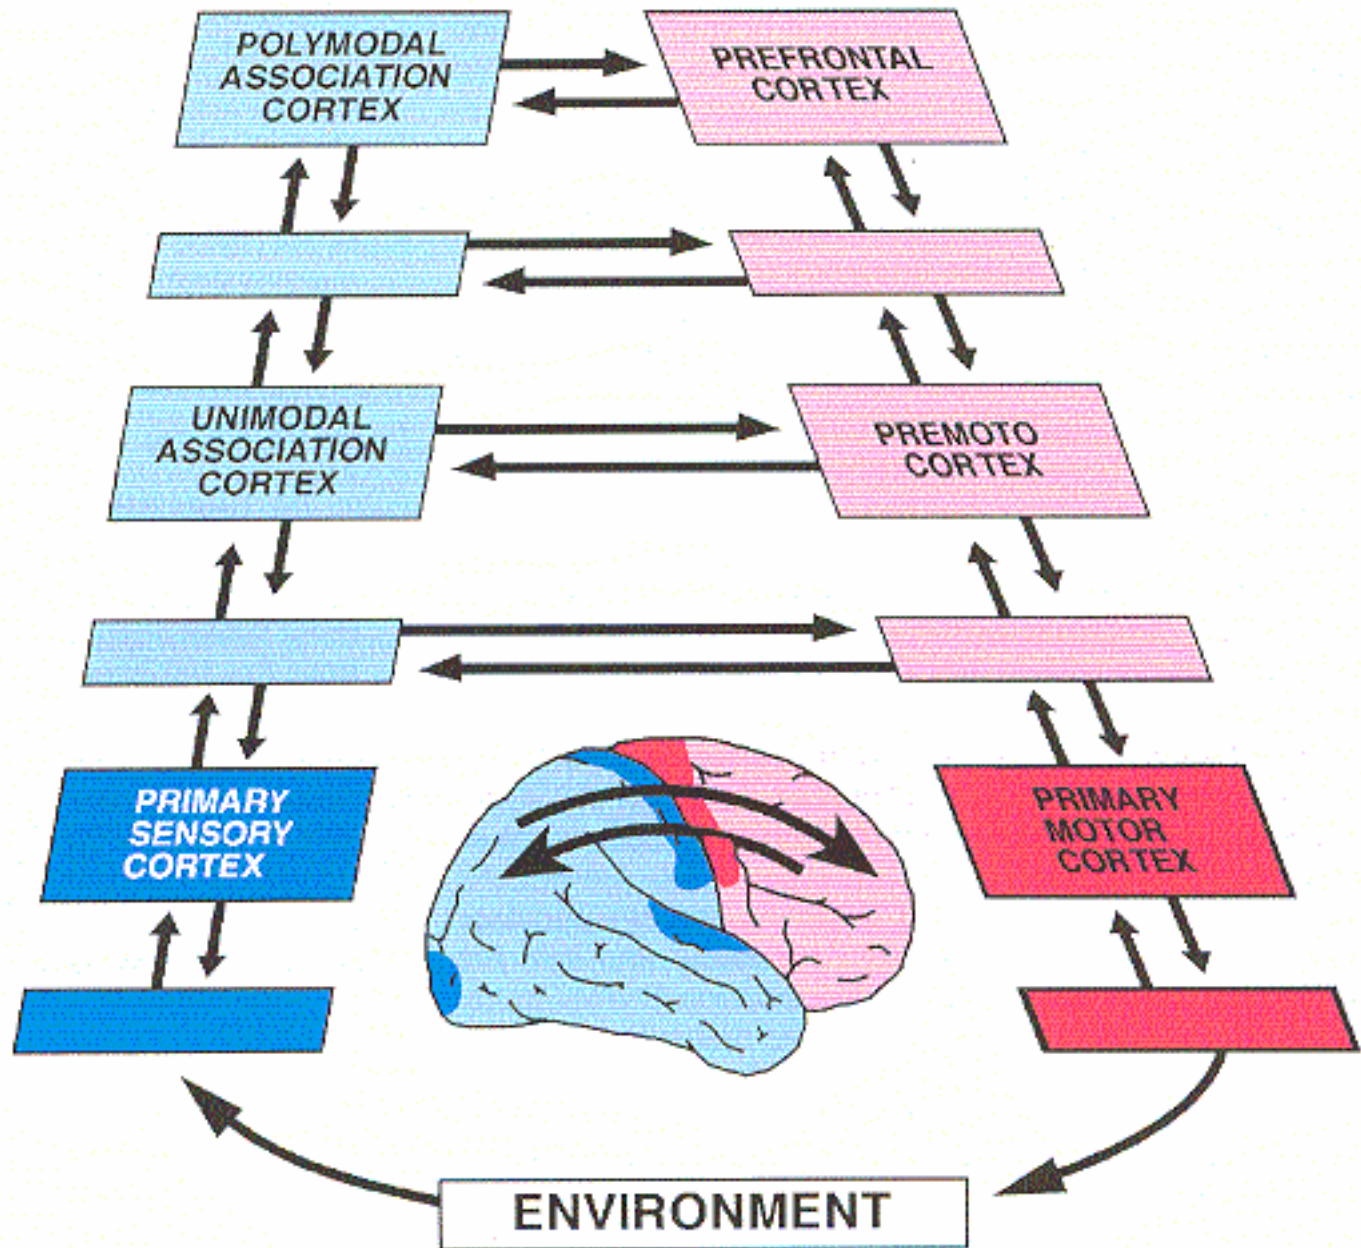 POLYMODAL
ASSOCIATION
CORTEX
PREFRONTAL
CORTEX
UNIMODAL
ASSOCIATION
CORTEX
PREMOTO
CORTEX
PRIMARY
SENSORY
CORTEX
PRIMARY
MOTOR
CORTEX
ENVIRONMENT